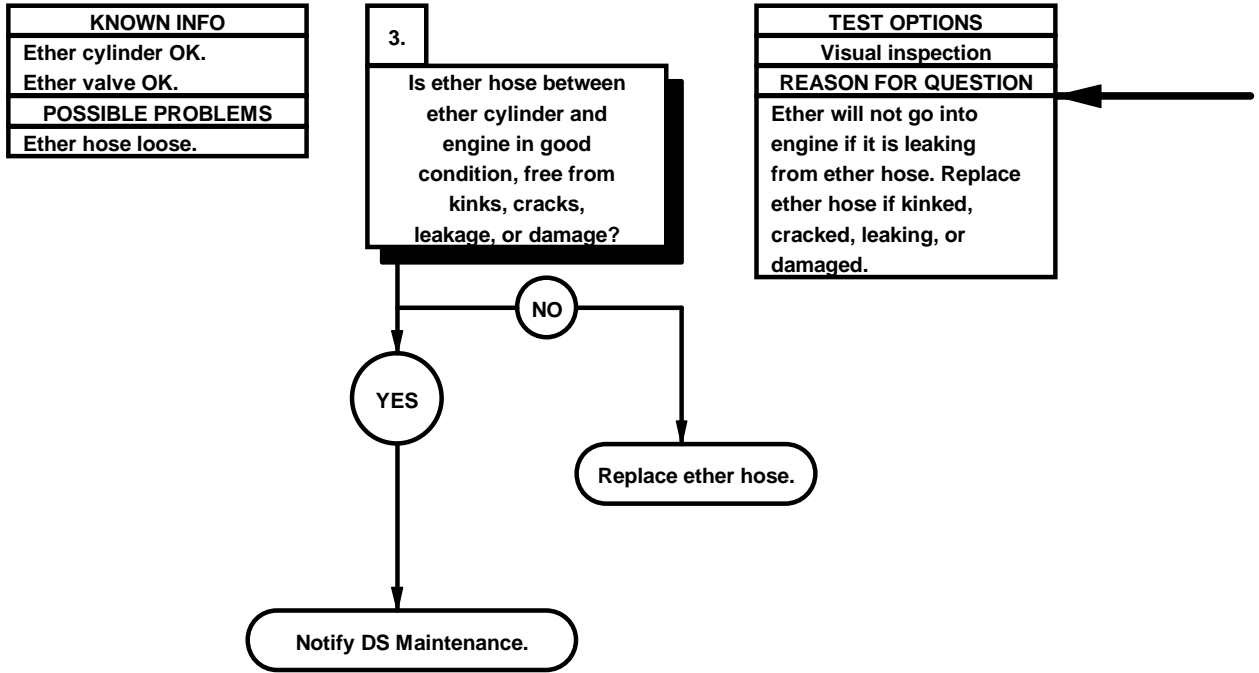 KNOWN INFO
Ether cylinder OK.
Ether valve OK.
POSSIBLE PROBLEMS
Ether hose loose.
3.
Is ether hose between
ether cylinder and
engine in good
condition, free from
kinks, cracks,
leakage, or damage?
TEST OPTIONS
Visual inspection
REASON FOR QUESTION
Ether will not go into
engine if it is leaking
from ether hose. Replace
ether hose if kinked,
cracked, leaking, or
damaged.
NO
YES
Replace ether hose.
Notify DS Maintenance.